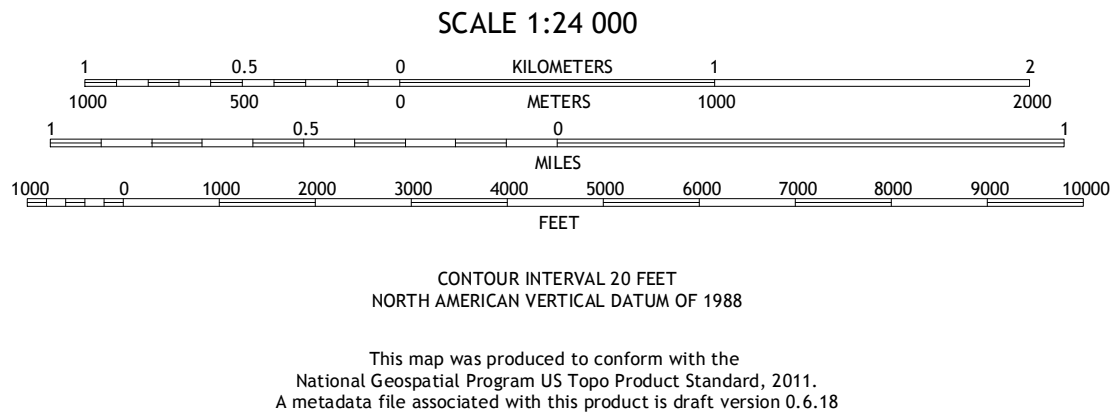 SCALE 1:24 000
1 0.5 0 KILOMETERS 1 2
1000 500 0 METERS 1000 2000
1 0.5 0 1
MILES
1000 0 1000 2000 3000 4000 5000 6000 7000 8000 9000 10000
FEET
CONTOUR INTERVAL 20 FEET
NORTH AMERICAN VERTICAL DATUM OF 1988
This map was produced to conform with the
National Geospatial Program US Topo Product Standard, 2011.
A metadata file associated with this product is draft version 0.6.18